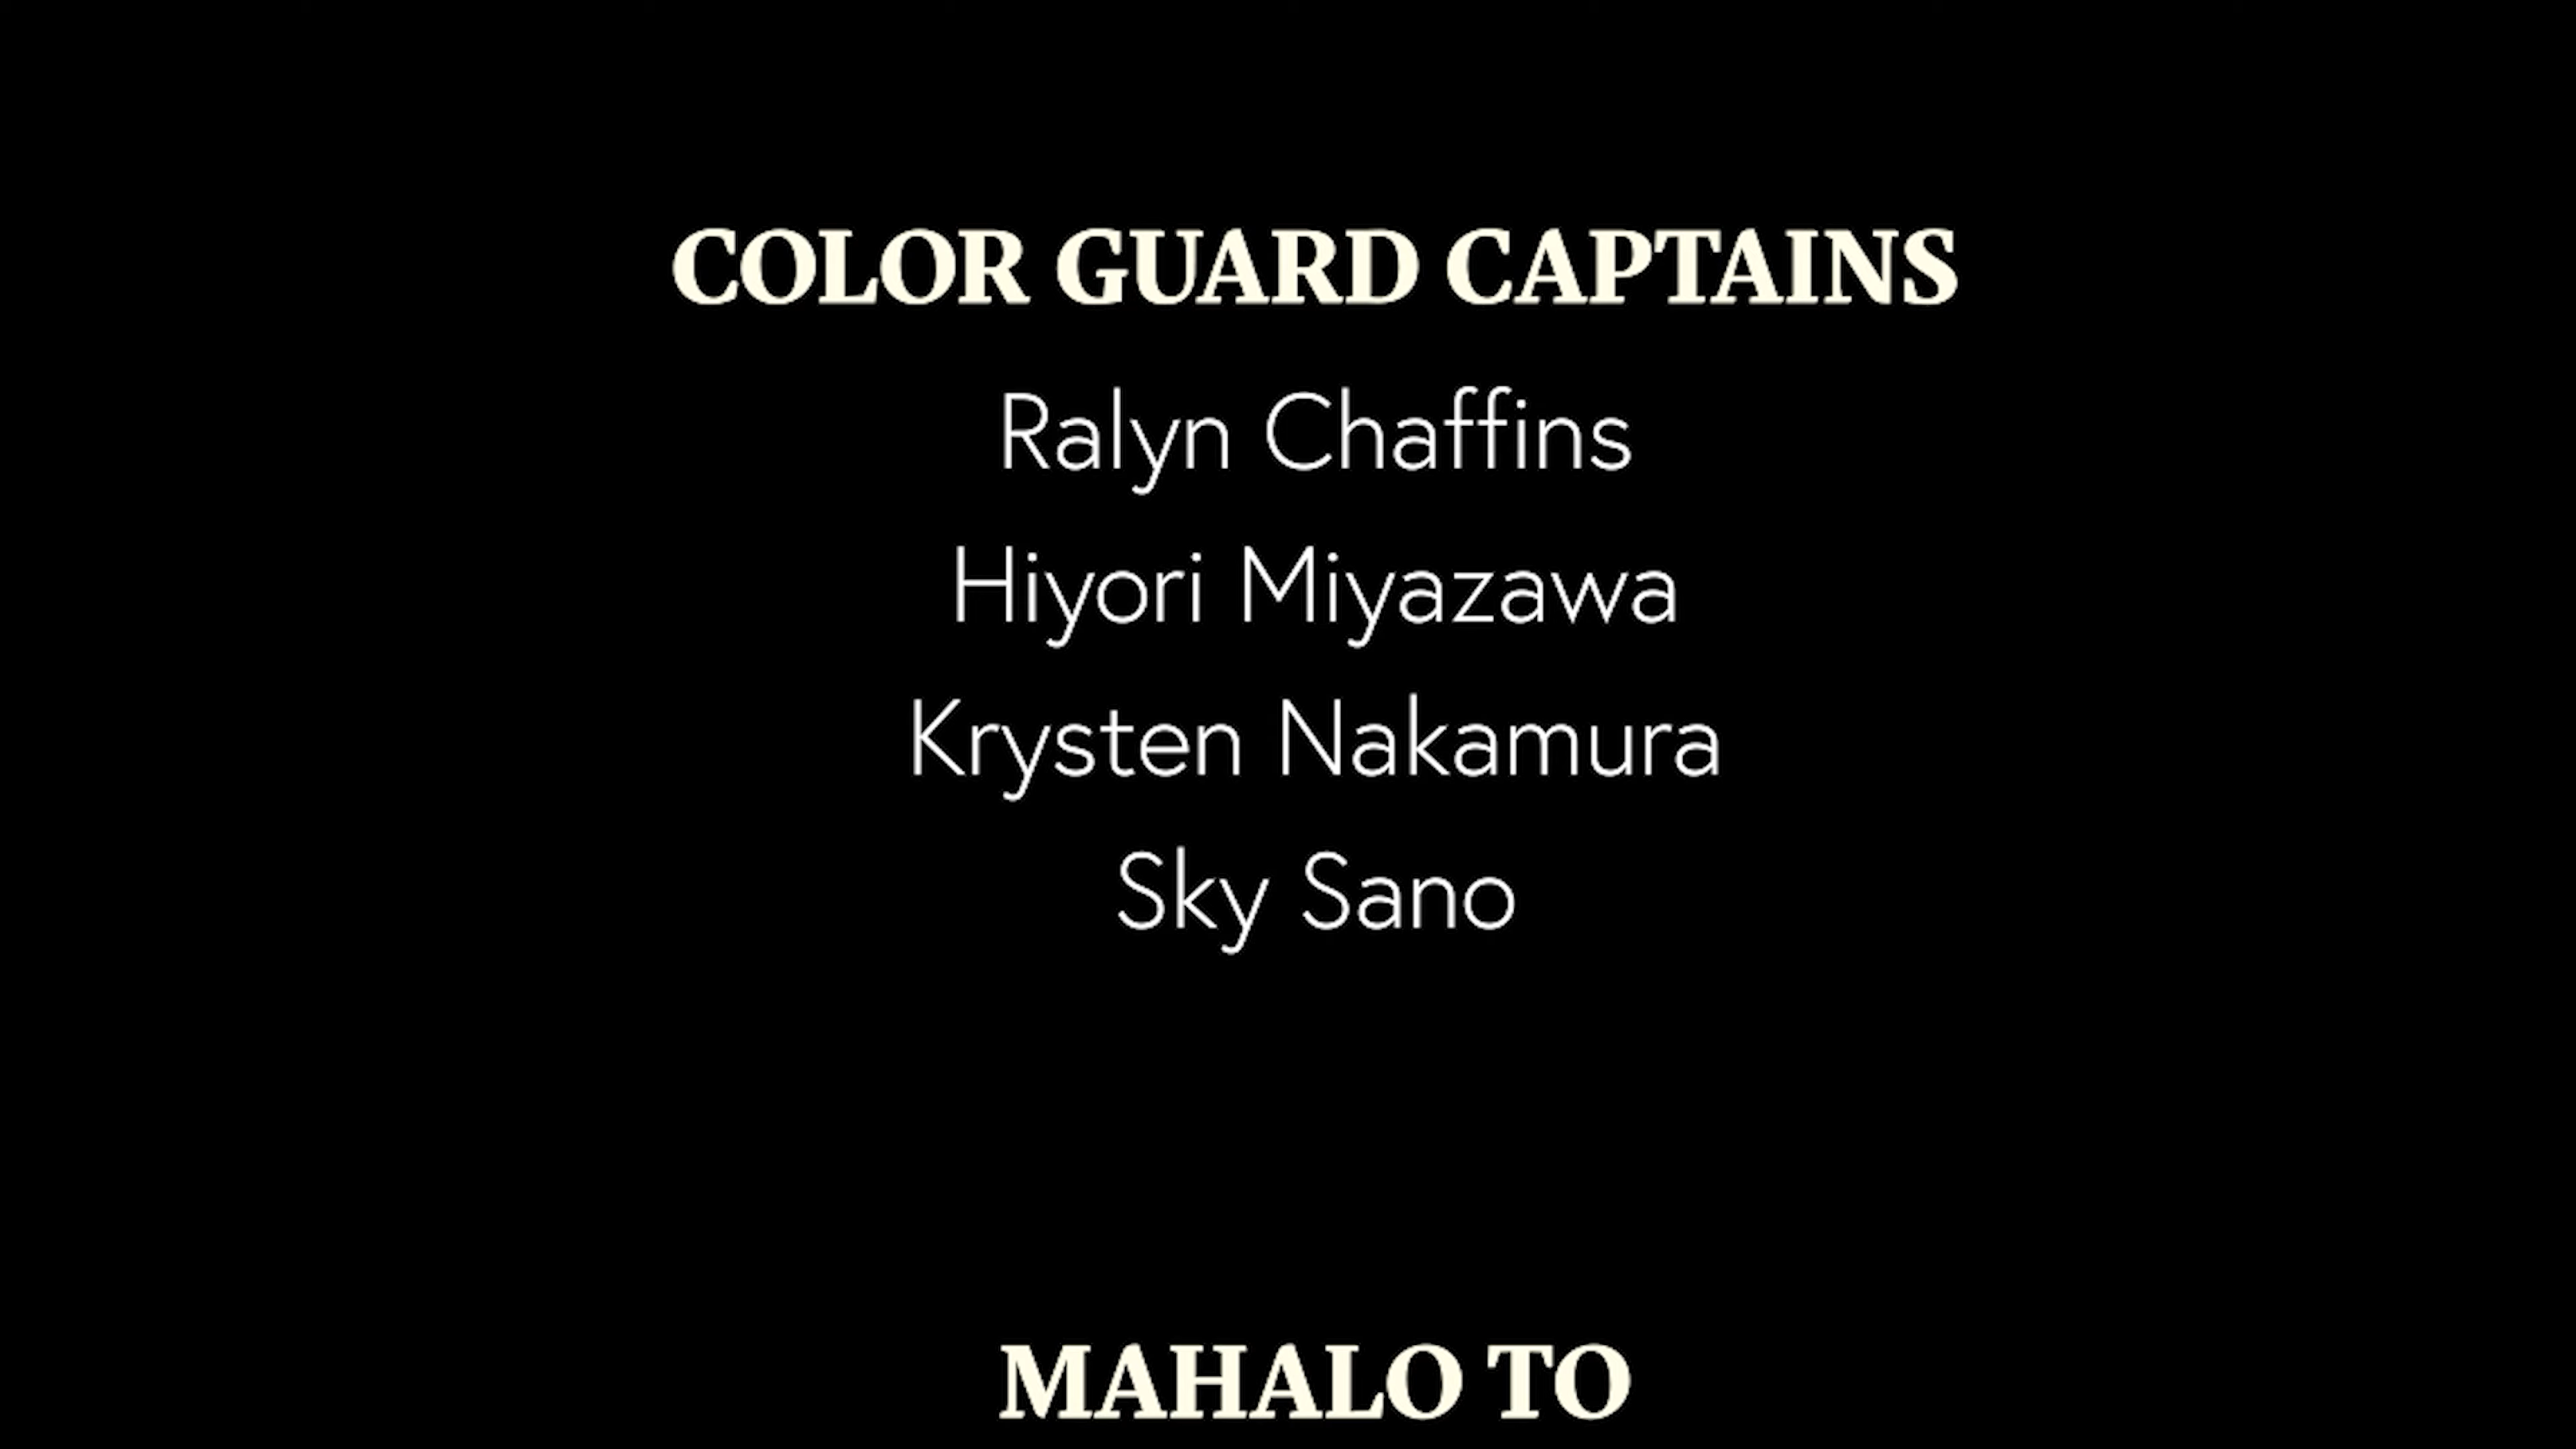 COLOR GUARD CAPTAINS
Ralyn Chaffins
Hiyori Miyazawa
Krysten Nakamura
Sky Sano
MAHALO TO